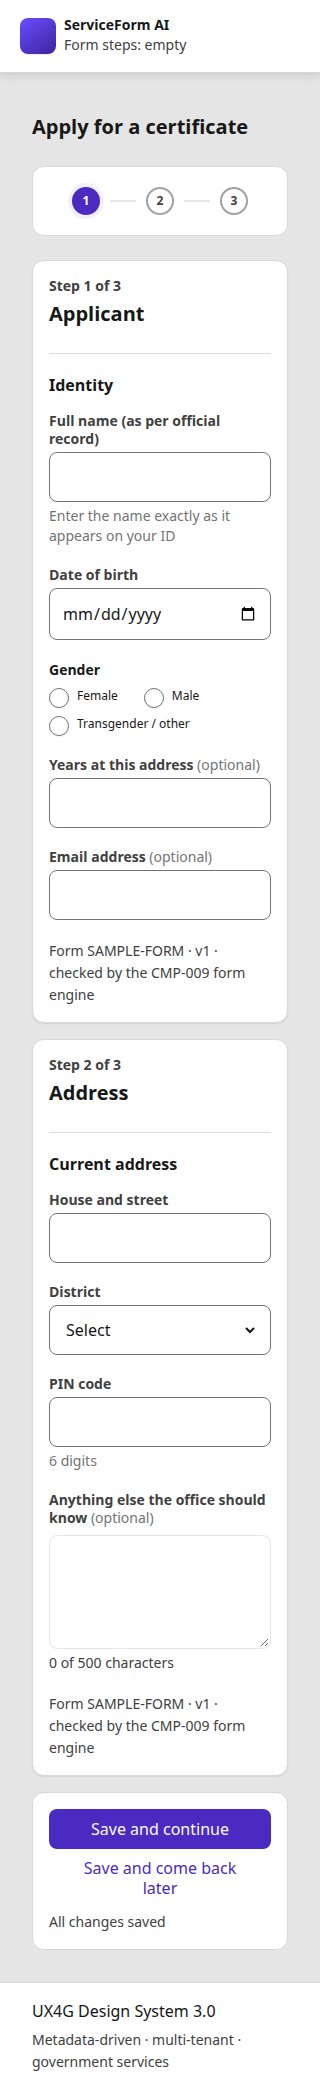 ServiceForm AI
Form steps: empty
Apply for a certificate
1
2
3
Step 1 of 3
Applicant
Identity
Full name (as per official
record)
Enter the name exactly as it
appears on your ID
Date of birth
mm/dd/yyyy
Gender
Female
Male
Transgender / other
Years at this address (optional)
Email address (optional)
Form SAMPLE-FORM · v1 ·
checked by the CMP-009 form
engine
Step 2 of 3
Address
Current address
House and street
District
Select
PIN code
6 digits
Anything else the office should
know (optional)
0 of 500 characters
Form SAMPLE-FORM · v1 ·
checked by the CMP-009 form
engine
Save and continue
Save and come back
later
All changes saved
UX4G Design System 3.0
Metadata-driven · multi-tenant ·
government services